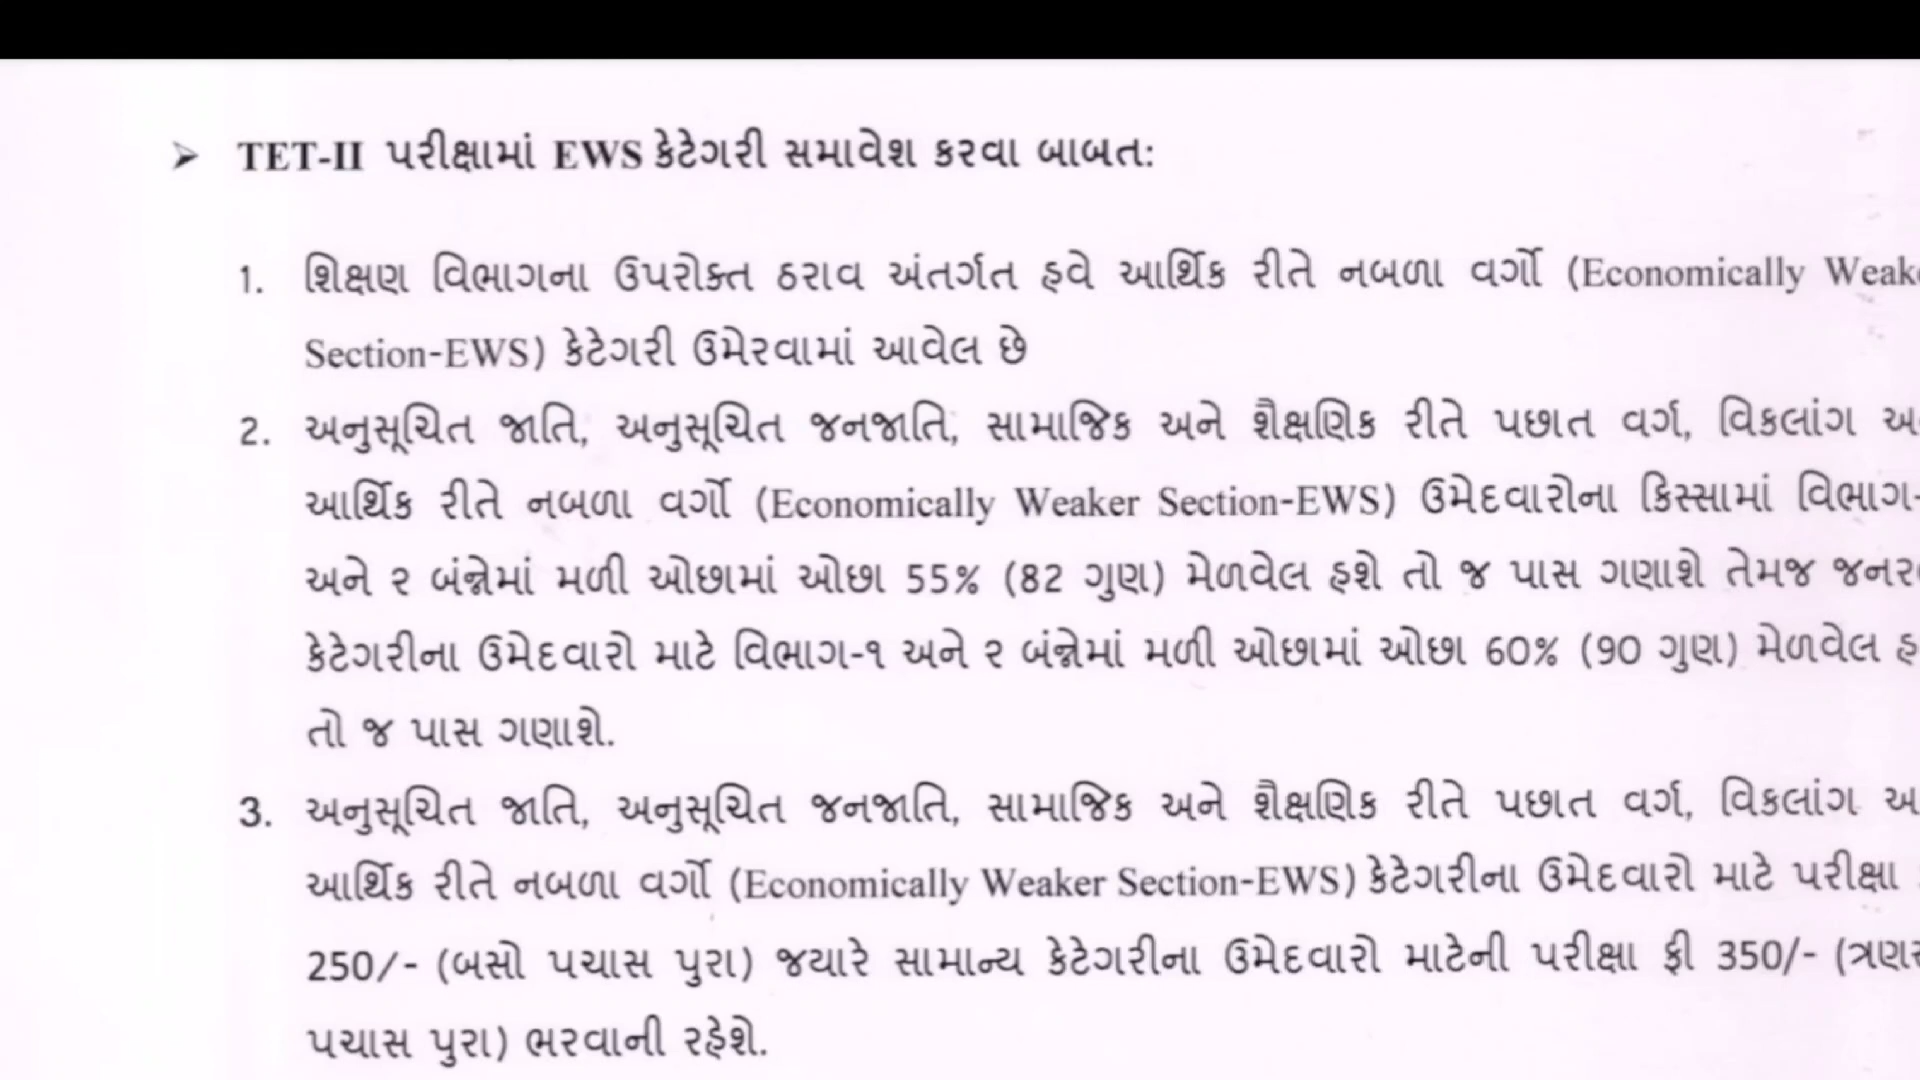 ➤ TET-II પરીક્ષામાં EWS કેટેગરી સમાવેશ કરવા બાબત:
1. શિક્ષણ વિભાગના ઉપરોક્ત ઠરાવ અંતર્ગત હવે આર્થિક રીતે નબળા વર્ગો (Economically
Section-EWS) કેટેગરી ઉમેરવામાં આવેલ છે
2. અનુસૂચિત જાતિ, અનુસૂચિત જનજાતિ, સામાજિક અને શૈક્ષણિક રીતે પછાત વર્ગ, વિકલાંગ
આર્થિક રીતે નબળા વર્ગો (Economically Weaker Section-EWS) ઉમેદવારોના કિસ્સામાં વિભાગ-
અને ૨ બંન્નેમાં મળી ઓછામાં ઓછા 55% (82 ગુણ) મેળવેલ હશે તો જ પાસ ગણાશે તેમજ
કેટેગરીના ઉમેદવારો માટે વિભાગ-૧ અને ૨ બંન્નેમાં મળી ઓછામાં ઓછા 60% (90 ગુણ) મેળવેલ
તો જ પાસ ગણાશે.
3. અનુસૂચિત જાતિ, અનુસૂચિત જનજાતિ, સામાજિક અને શૈક્ષણિક રીતે પછાત વર્ગ, વિકલાંગ
આર્થિક રીતે નબળા વર્ગો (Economically Weaker Section-EWS) કેટેગરીના ઉમેદવારો માટે પરીક્ષા
250/- (બસો પચાસ પુરા) જયારે સામાન્ય કેટેગરીના ઉમેદવારો માટેની પરીક્ષા ફી 350/-
પચાસ પુરા) ભરવાની રહેશે.